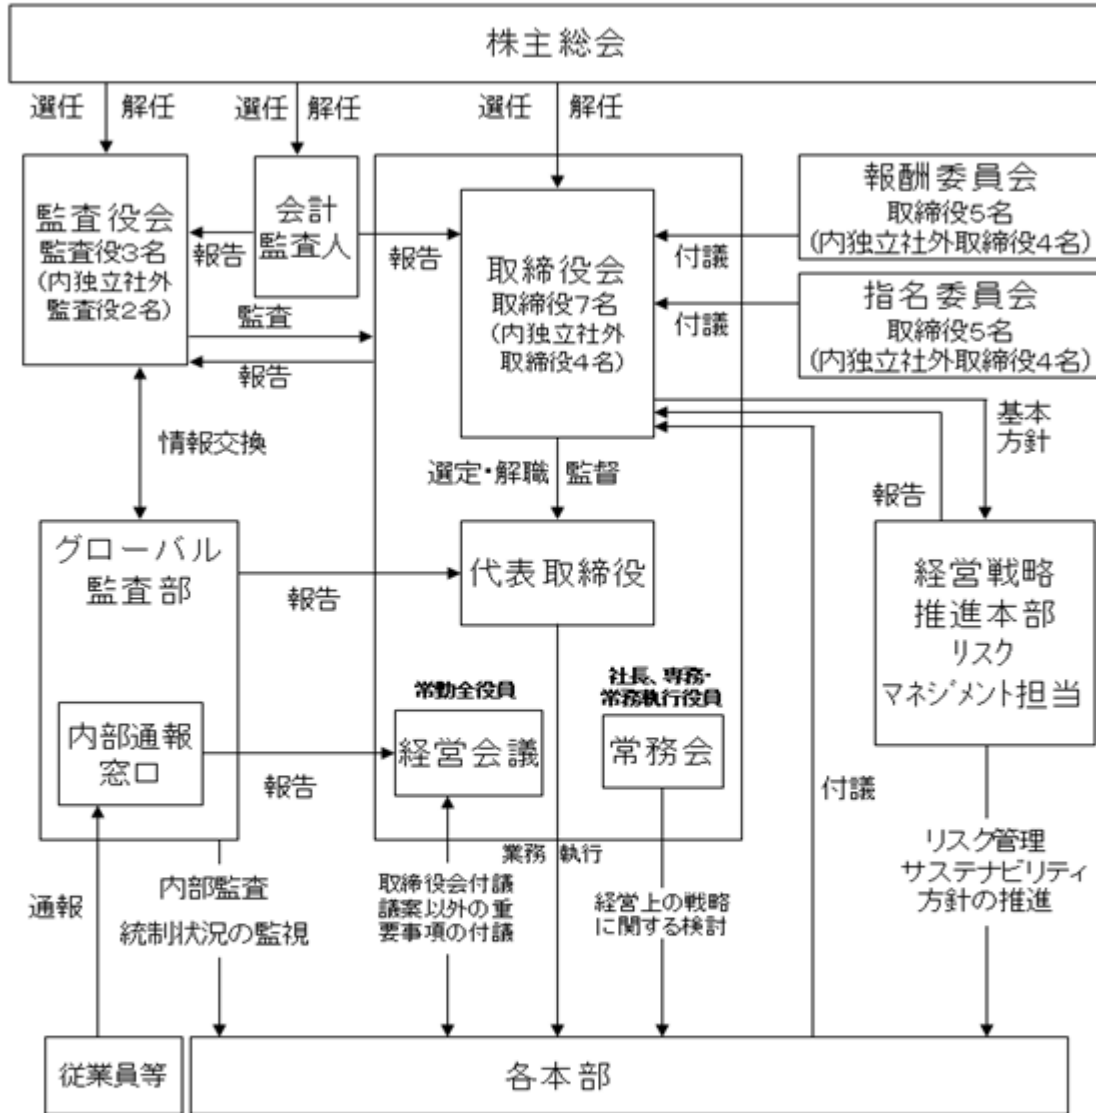 株主総会
選任 解任
選任 解任
選任 解任
監査役会
監査役3名
(内独立社外
監査役2名)
会計
監査人
報告
報告
取締役会
取締役7名
(内独立社外
取締役4名)
報酬委員会
取締役5名
(内独立社外取締役4名)
付議
指名委員会
取締役5名
(内独立社外取締役4名)
付議
監査
報告
情報交換
選定・解職 監督
基本
方針
報告
グローバル
監査部
報告
代表取締役
経営戦略
推進本部
リスク
マネジメント担当
常勤全役員
経営会議
社長、専務・
常務執行役員
常務会
内部通報
窓口
報告
付議
業務 執行
通報
内部監査
統制状況の監視
取締役会付議
議案以外の重
要事項の付議
経営上の戦略
に関する検討
リスク管理
サステナビリティ
方針の推進
従業員等
各本部